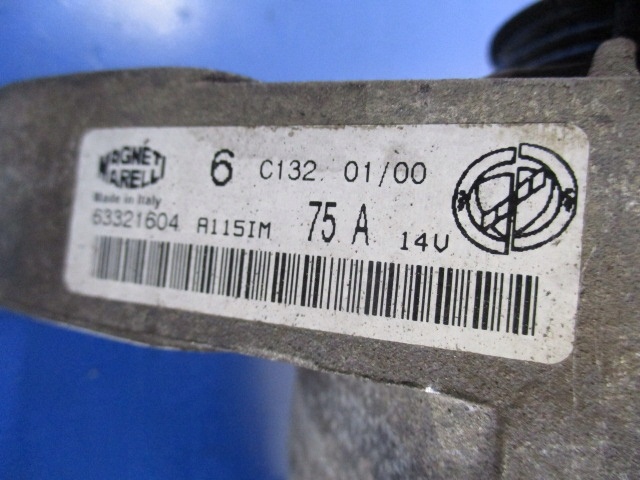 MAGNETI MARELLI
6 C132 01/00
Made in Italy
63321604 A115IM 75 A 14V